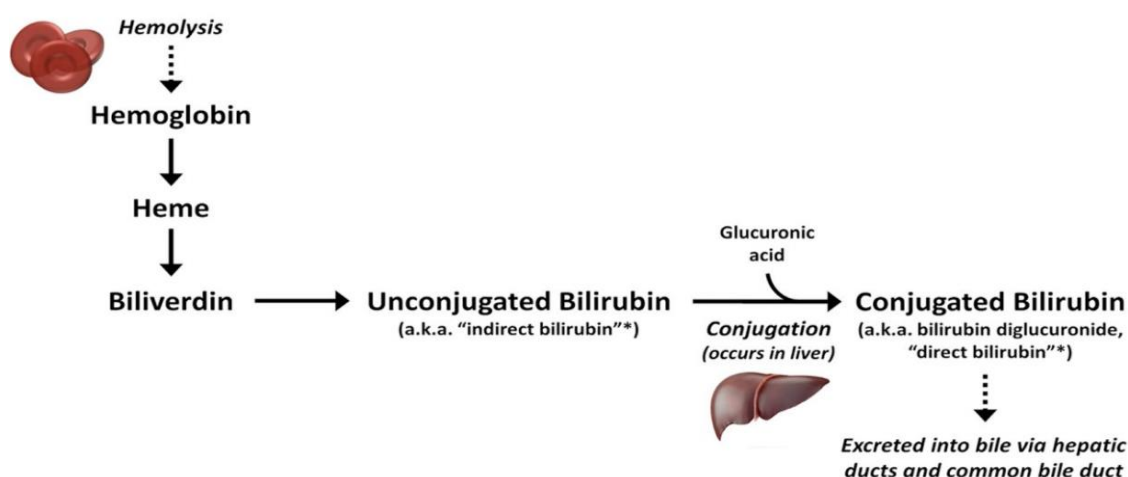 Hemolysis
Hemoglobin
Heme
Biliverdin
Unconjugated Bilirubin
(a.k.a. “indirect bilirubin”*)
Glucuronic
acid
Conjugation
(occurs in liver)
Conjugated Bilirubin
(a.k.a. bilirubin diglucuronide,
“direct bilirubin”*)
Excreted into bile via hepatic
ducts and common bile duct